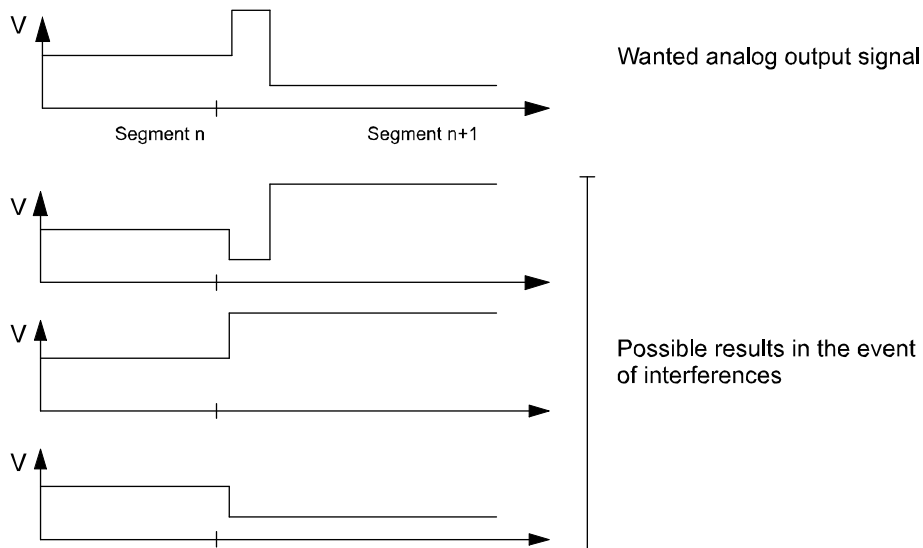 V
Wanted analog output signal
Segment n
Segment n+1
V
V
Possible results in the event
of interferences
V